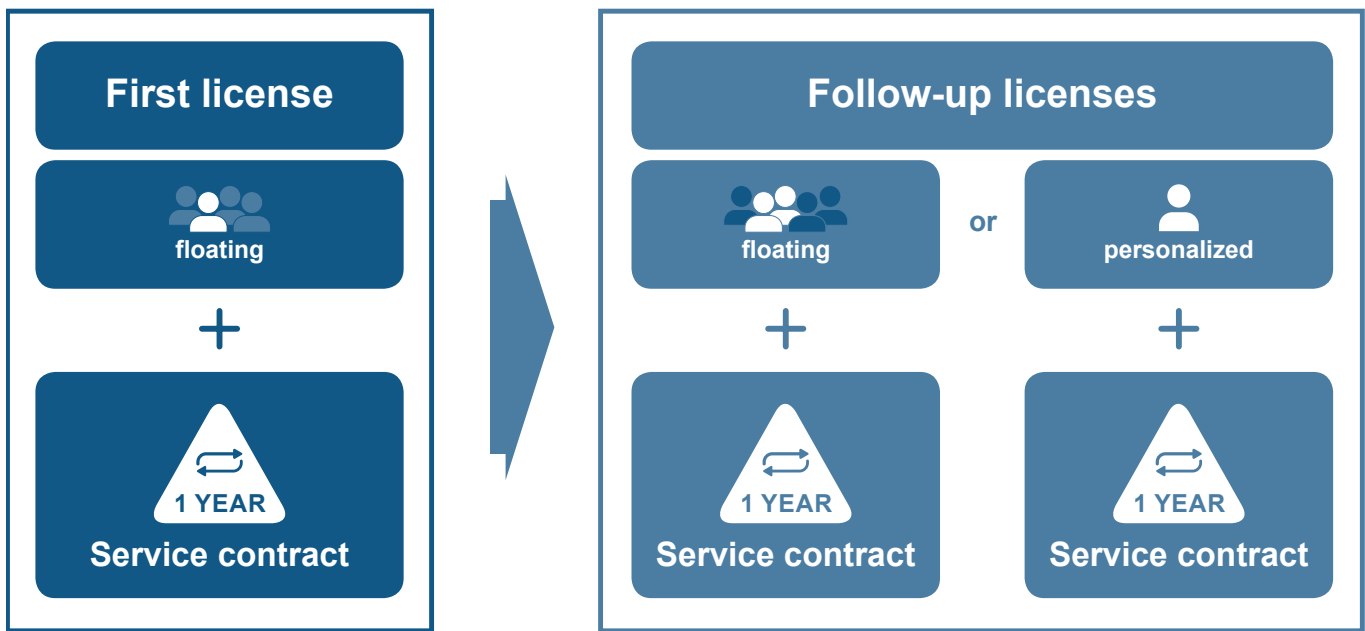 First license
floating
+
1 YEAR
Service contract
Follow-up licenses
floating
or
personalized
+
+
1 YEAR
1 YEAR
Service contract
Service contract